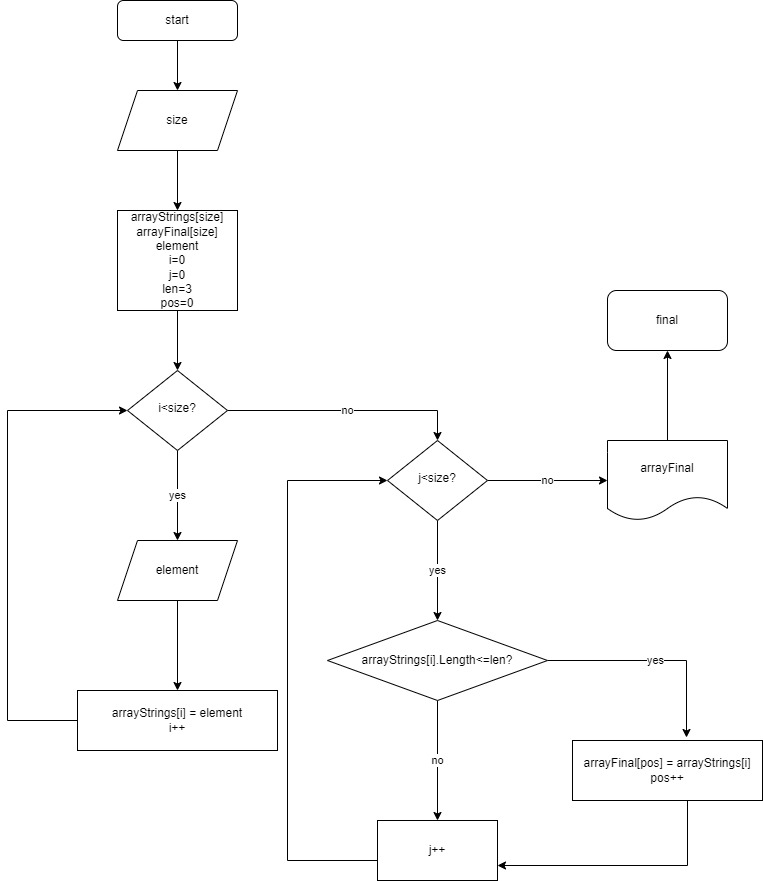 start
size
arrayStrings[size]
arrayFinal[size]
element
i=0
j=0
len=3
pos=0
final
i<size?
no
arrayFinal
j<size?
no
yes
element
yes
arrayStrings[i].Length<=len?
yes
arrayStrings[i] = element
i++
no
arrayFinal[pos] = arrayStrings[i]
pos++
j++